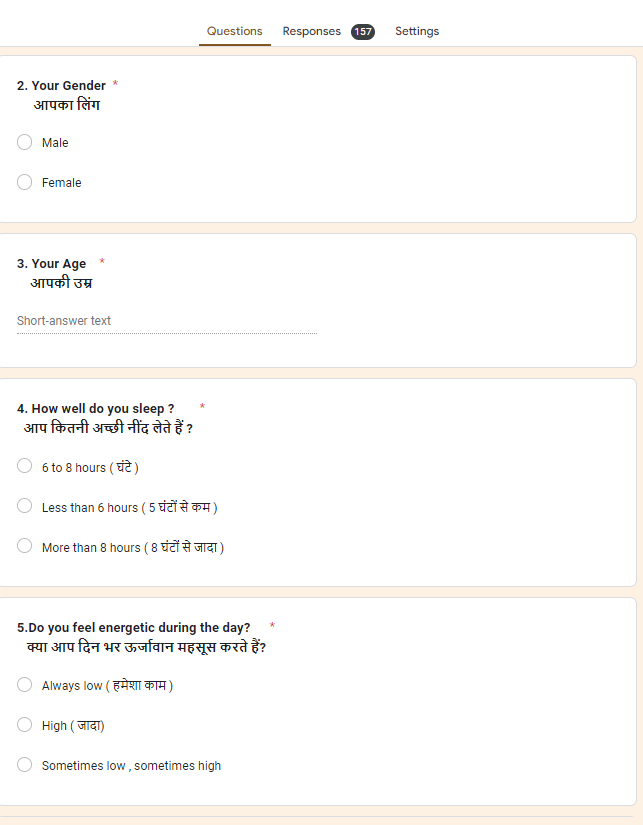 Questions Responses 157 Settings
2. Your Gender *
आपका लिंग
Male
Female
3. Your Age *
आपकी उम्र
Short-answer text
4. How well do you sleep ? *
आप कितनी अच्छी नींद लेते हैं ?
6 to 8 hours ( घंटे )
Less than 6 hours ( 5 घंटों से कम )
More than 8 hours ( 8 घंटों से जादा )
5.Do you feel energetic during the day? *
क्या आप दिन भर ऊर्जावान महसूस करते हैं?
Always low ( हमेशा काम )
High ( जादा)
Sometimes low , sometimes high